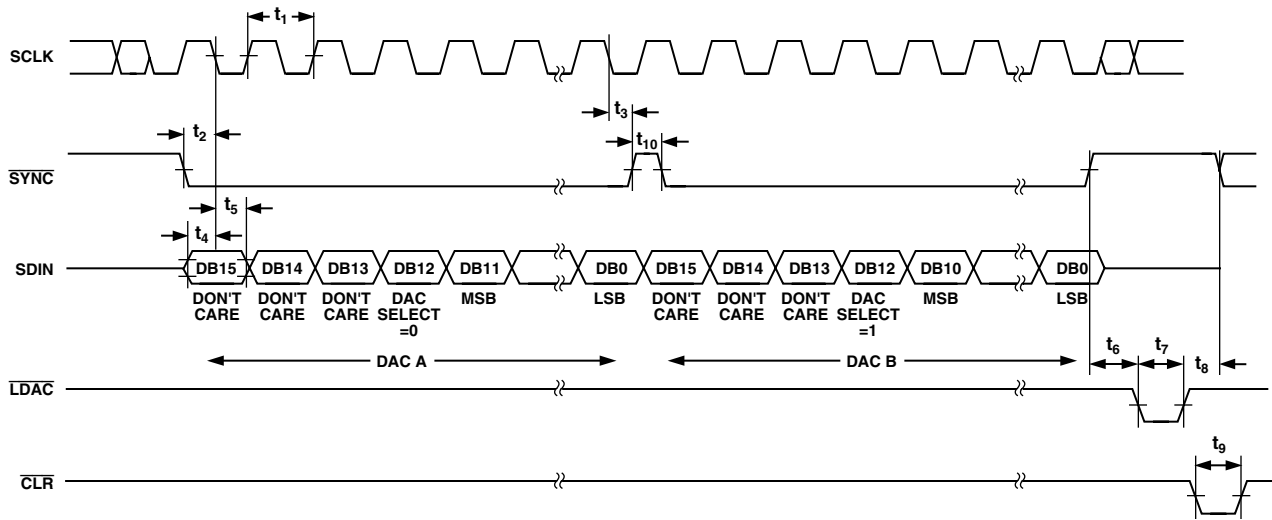 t1
SCLK
t3
t2
t10
SYNC
t5
t4
SDIN
DB15 DB14 DB13 DB12 DB11 DB0 DB15 DB14 DB13 DB12 DB10 DB0
DON'T DON'T DON'T DAC MSB LSB DON'T DON'T DON'T DAC MSB LSB
CARE CARE CARE SELECT CARE CARE CARE SELECT
=0 =1
t6 t7 t8
DAC A DAC B
LDAC
t9
CLR